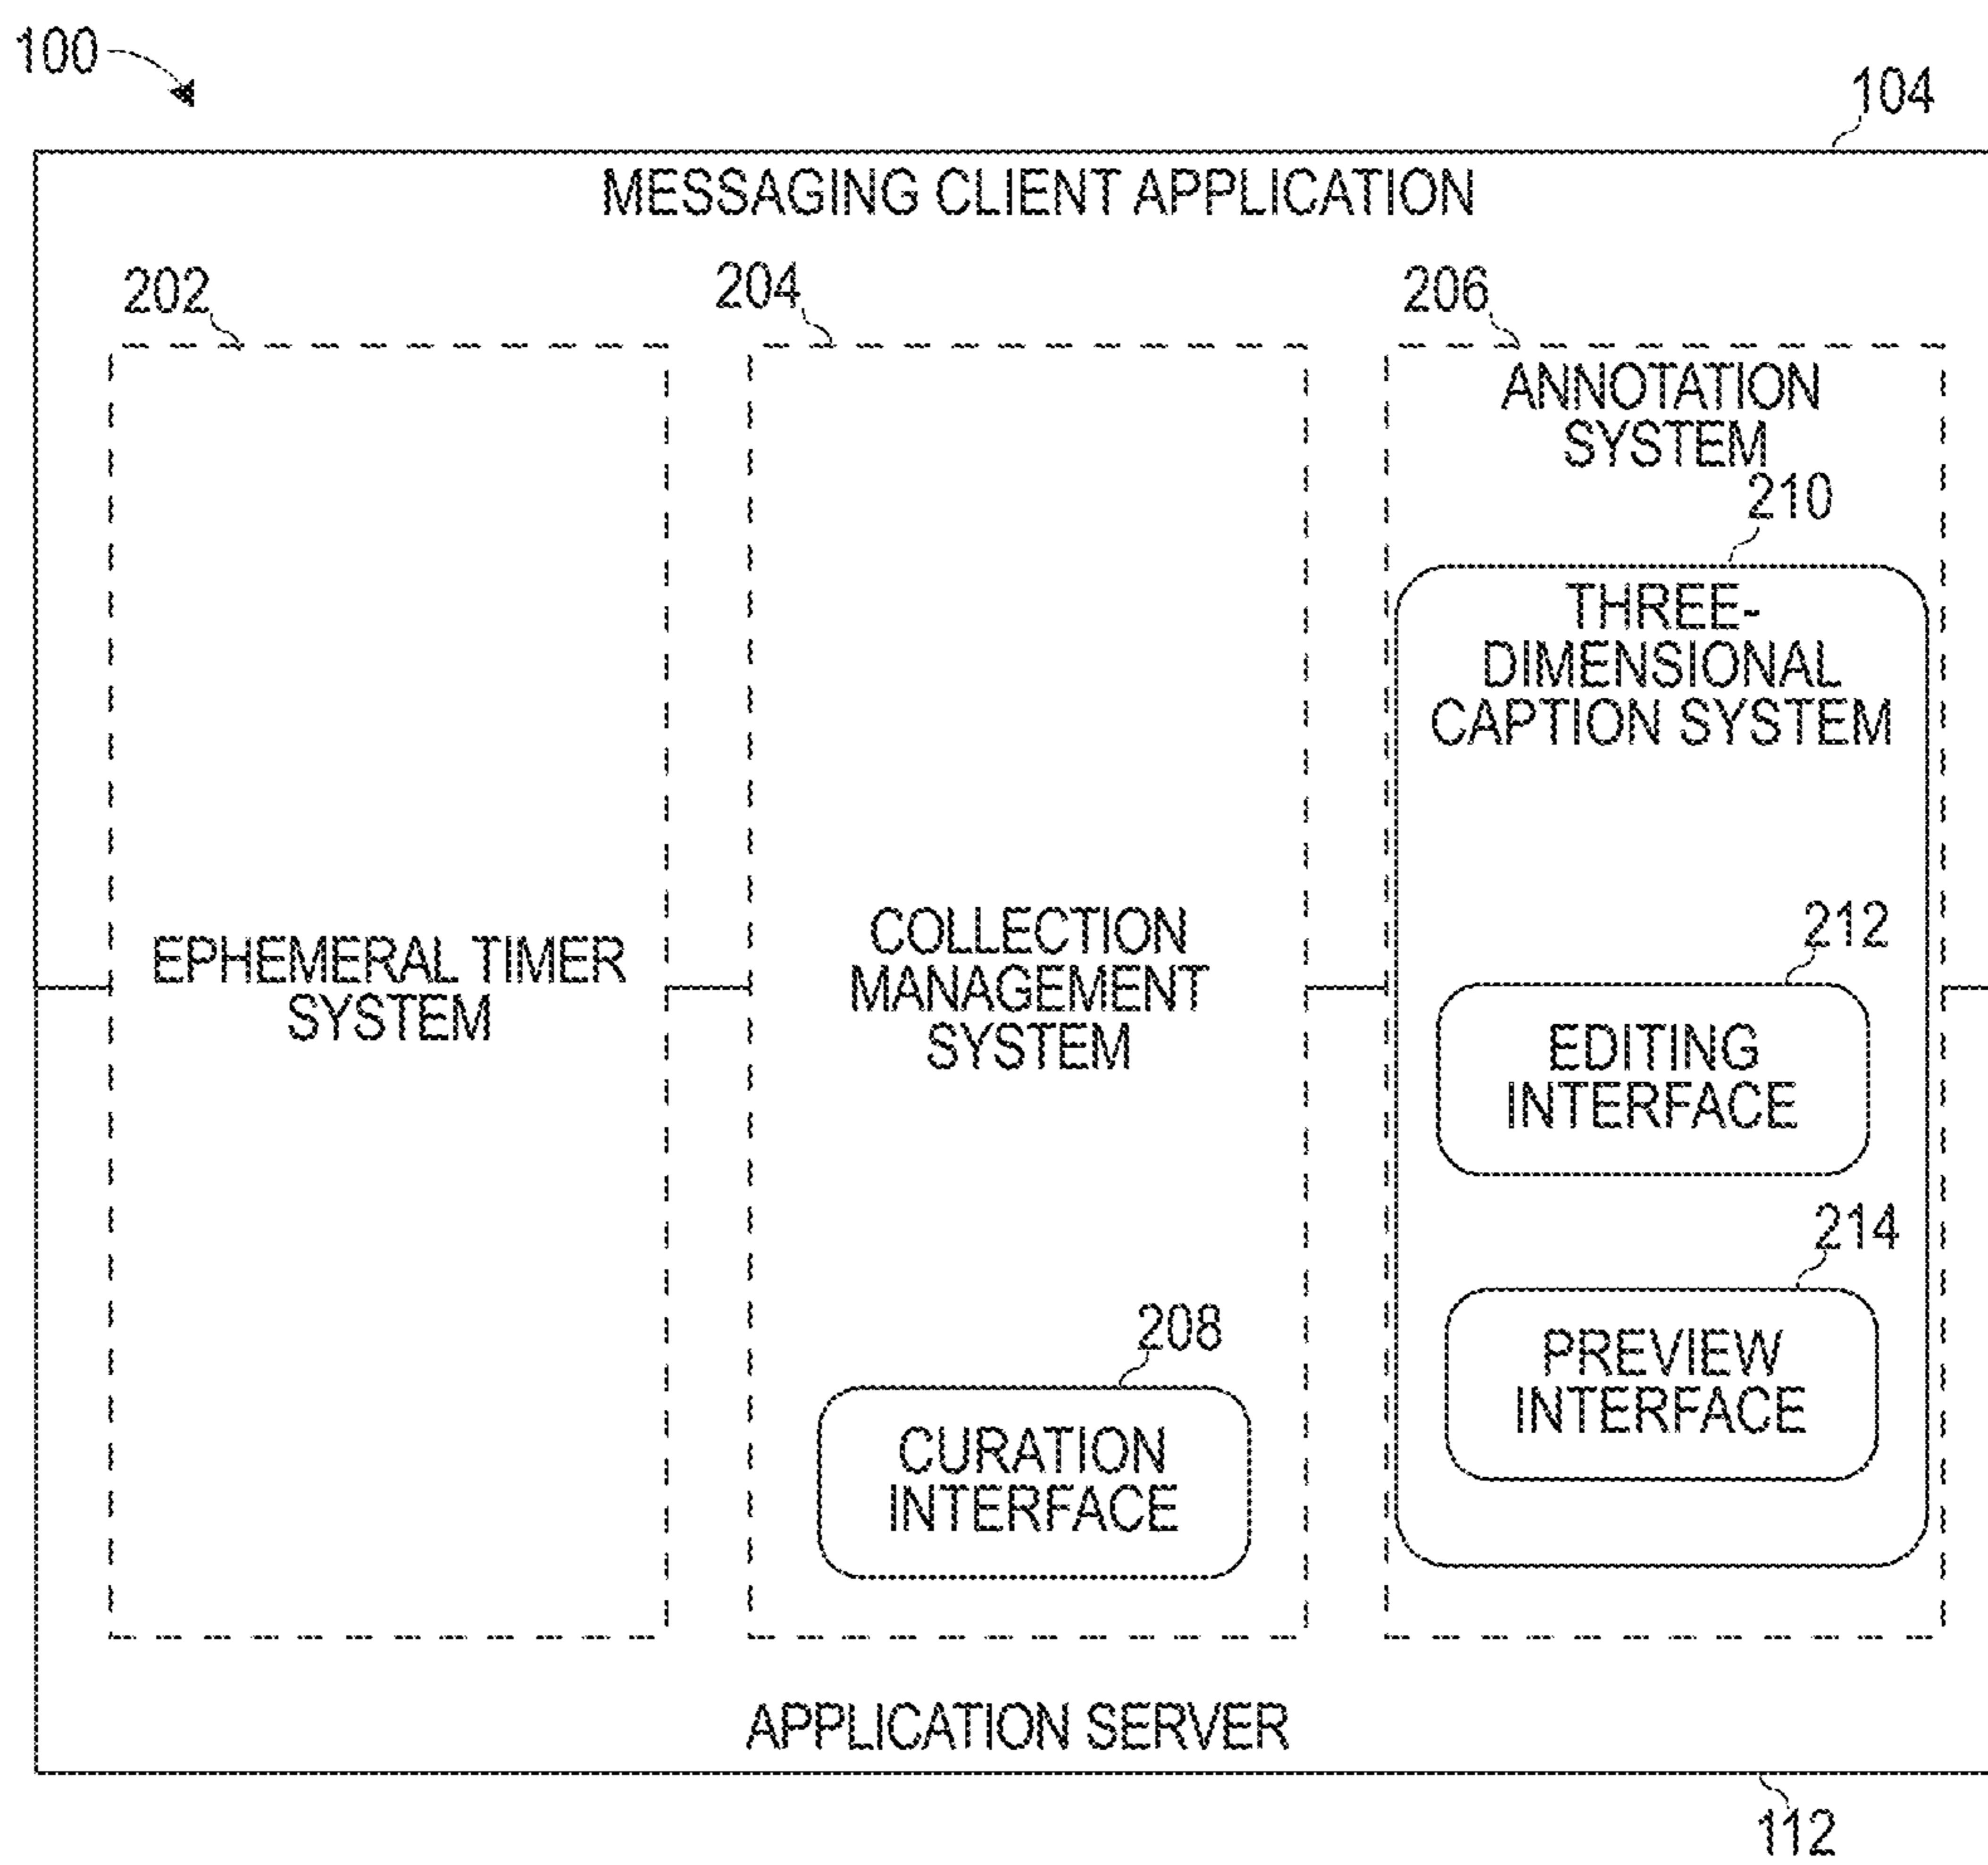 100
104
MESSAGING CLIENT APPLICATION
202
204
206
ANNOTATION
SYSTEM
210
THREE-
DIMENSIONAL
CAPTION SYSTEM
EPHEMERAL TIMER
SYSTEM
COLLECTION
MANAGEMENT
SYSTEM
212
EDITING
INTERFACE
208
CURATION
INTERFACE
214
PREVIEW
INTERFACE
APPLICATION SERVER
112